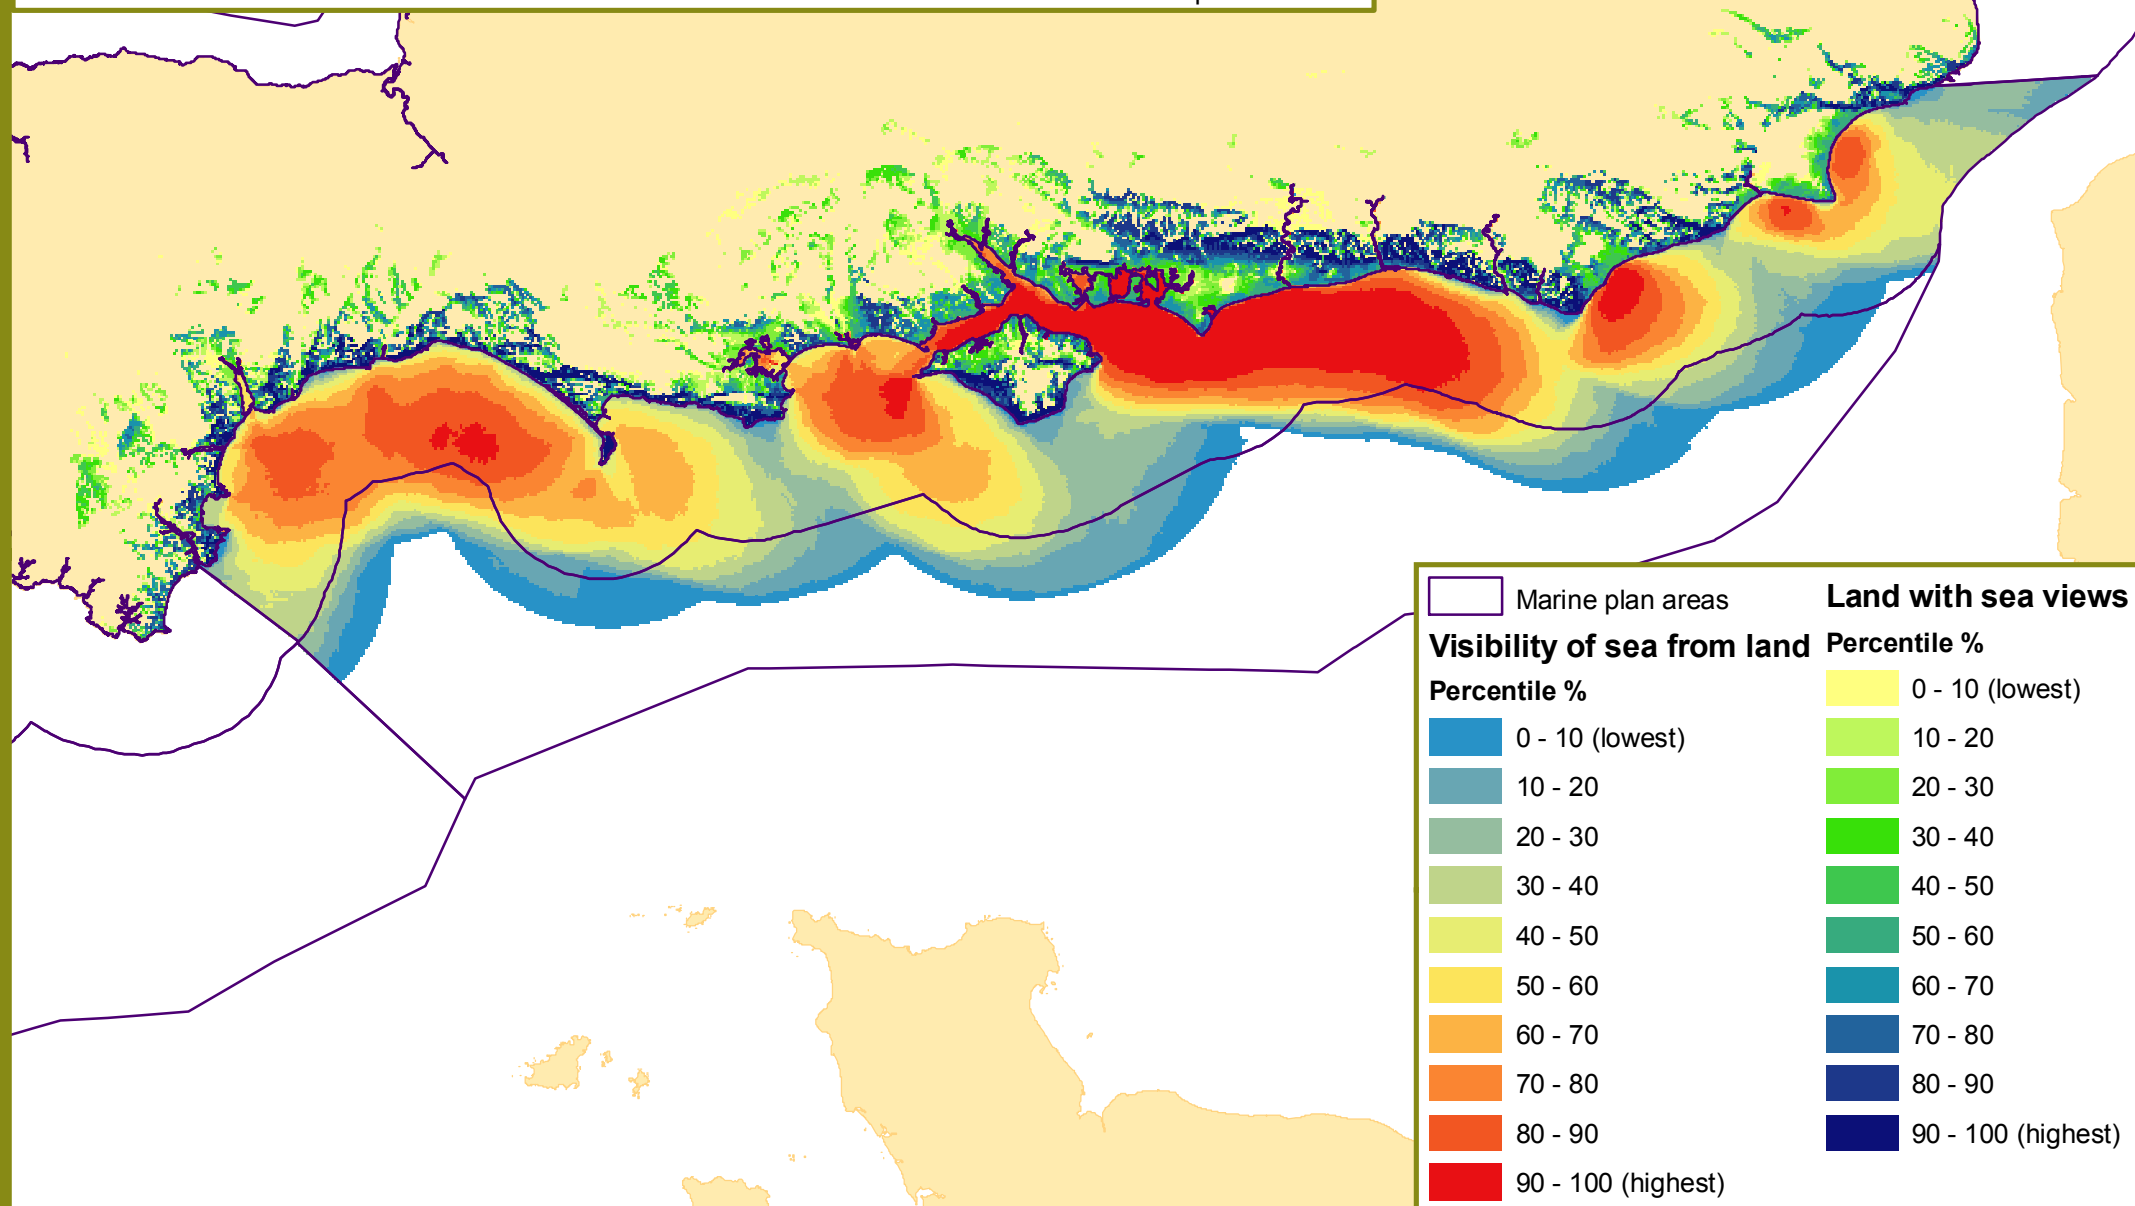 Marine plan areas
Visibility of sea from land
Percentile %
0 - 10 (lowest)
10 - 20
20 - 30
30 - 40
40 - 50
50 - 60
60 - 70
70 - 80
80 - 90
90 - 100 (highest)
Land with sea views
Percentile %
0 - 10 (lowest)
10 - 20
20 - 30
30 - 40
40 - 50
50 - 60
60 - 70
70 - 80
80 - 90
90 - 100 (highest)